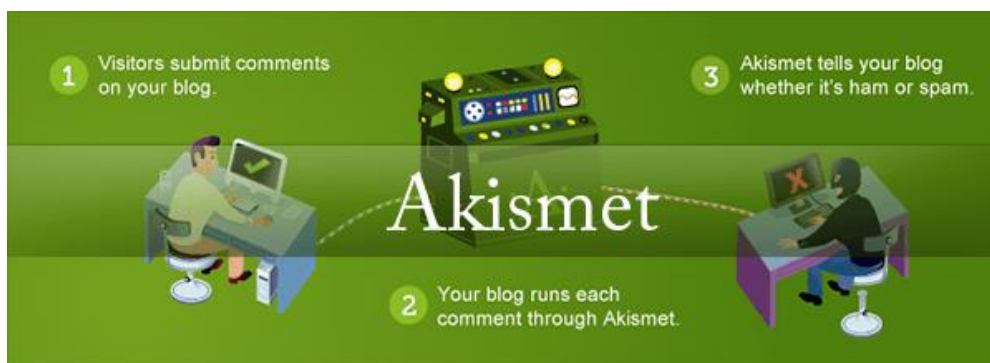 1
Visitors submit comments
on your blog.
3
Akismet tells your blog
whether it's ham or spam.
Akismet
2
Your blog runs each
comment through Akismet.